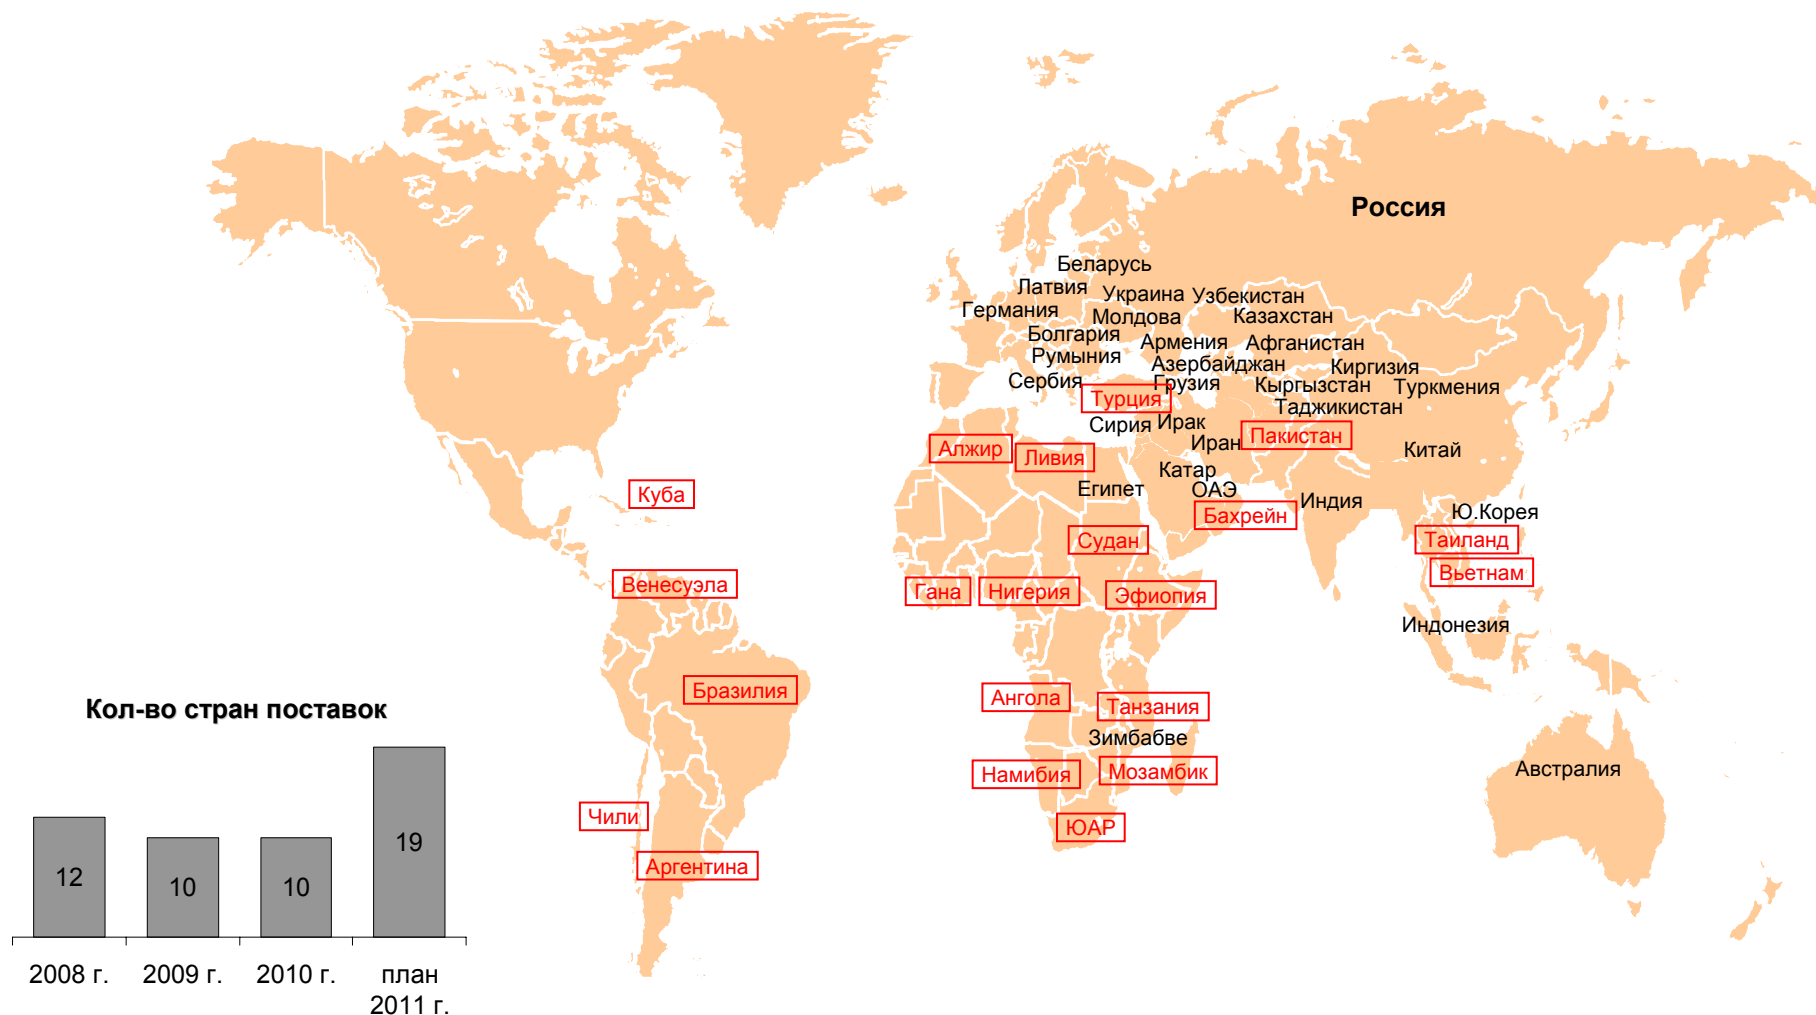 Россия
Беларусь
Латвия
Украина
Узбекистан
Германия
Молдова
Казахстан
Болгария
Армения
Афганистан
Румыния
Азербайджан
Киргизия
Сербия
Грузия
Кыргызстан
Туркмения
Турция
Таджикистан
Сирия
Ирак
Пакистан
Иран
Алжир
Ливия
Китай
Катар
Египет
ОАЭ
Куба
Индия
Бахрейн
Ю.Корея
Судан
Таиланд
Вьетнам
Венесуэла
Гана
Нигерия
Эфиопия
Индонезия
Бразилия
Ангола
Танзания
Зимбабве
Намибия
Мозамбик
Австралия
Чили
ЮАР
Аргентина
Кол-во стран поставок
12
10
10
19
2008 г.
2009 г.
2010 г.
план
2011 г.